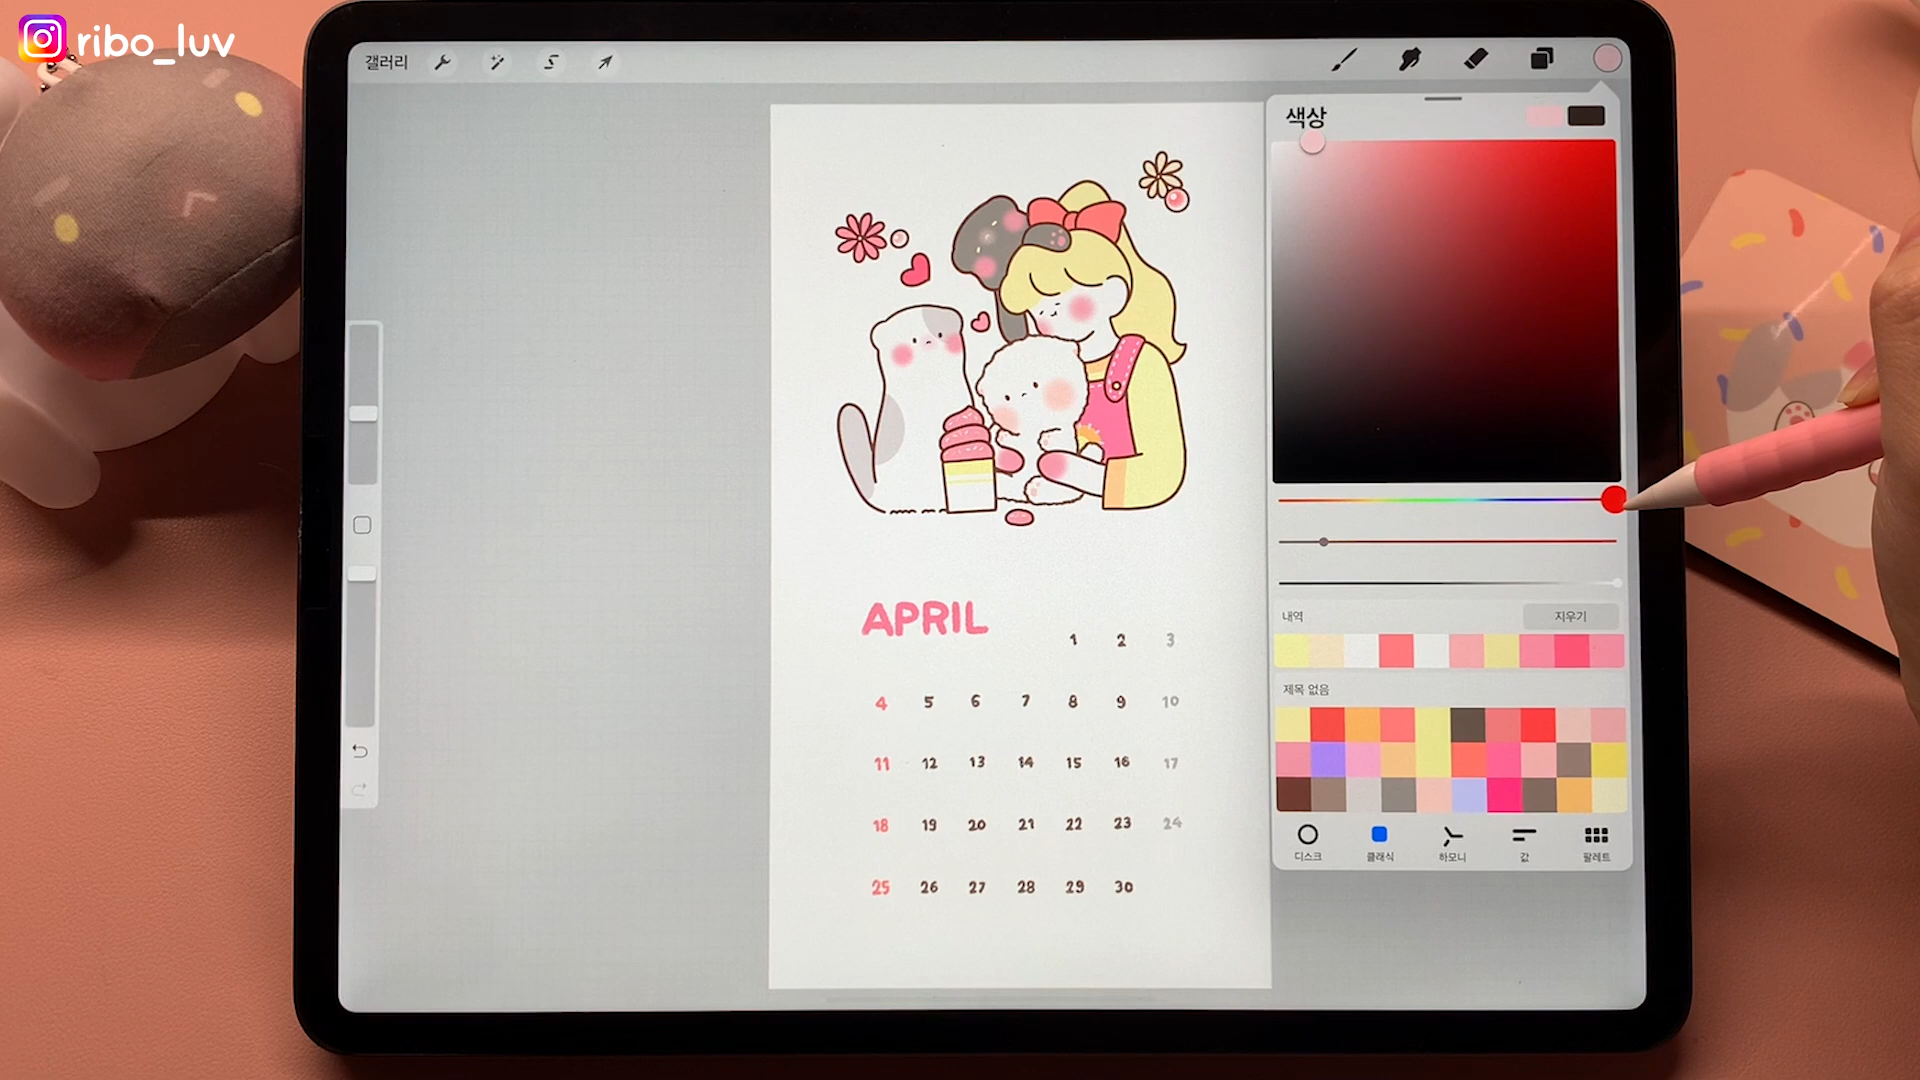 ribo_luv
갤러리
색상
내역
지우기
제목 없음
디스크
클래식
하모니
값
팔레트
APRIL
1 2 3
4 5 6 7 8 9 10
11 12 13 14 15 16 17
18 19 20 21 22 23 24
25 26 27 28 29 30